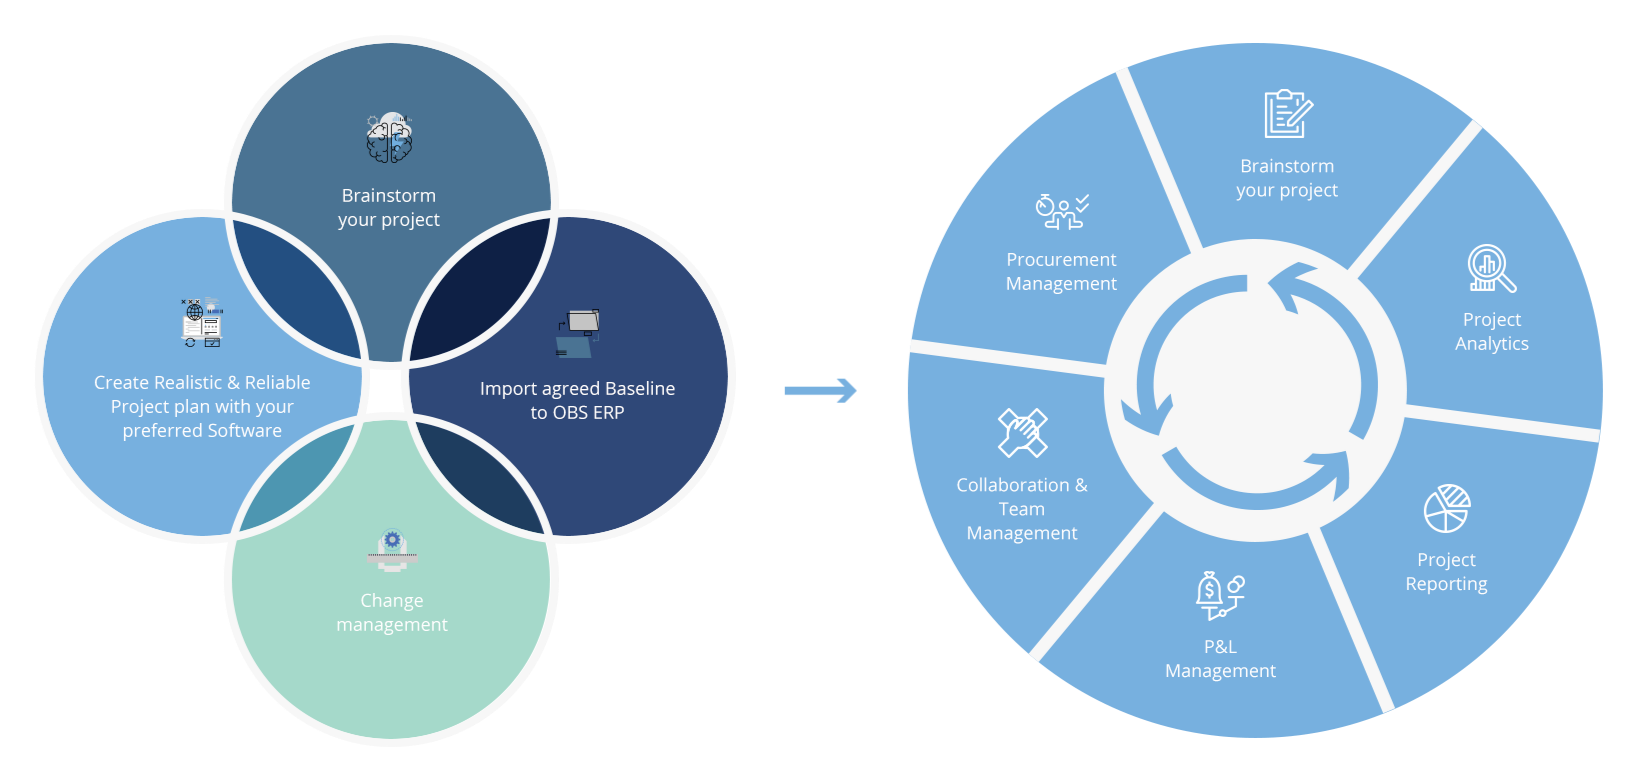 Brainstorm
your project
Create Realistic & Reliable
Project plan with your
preferred Software
Import agreed Baseline
to OBS ERP
Change
management
Brainstorm
your project
Project
Analytics
Project
Reporting
P&L
Management
Collaboration &
Team
Management
Procurement
Management